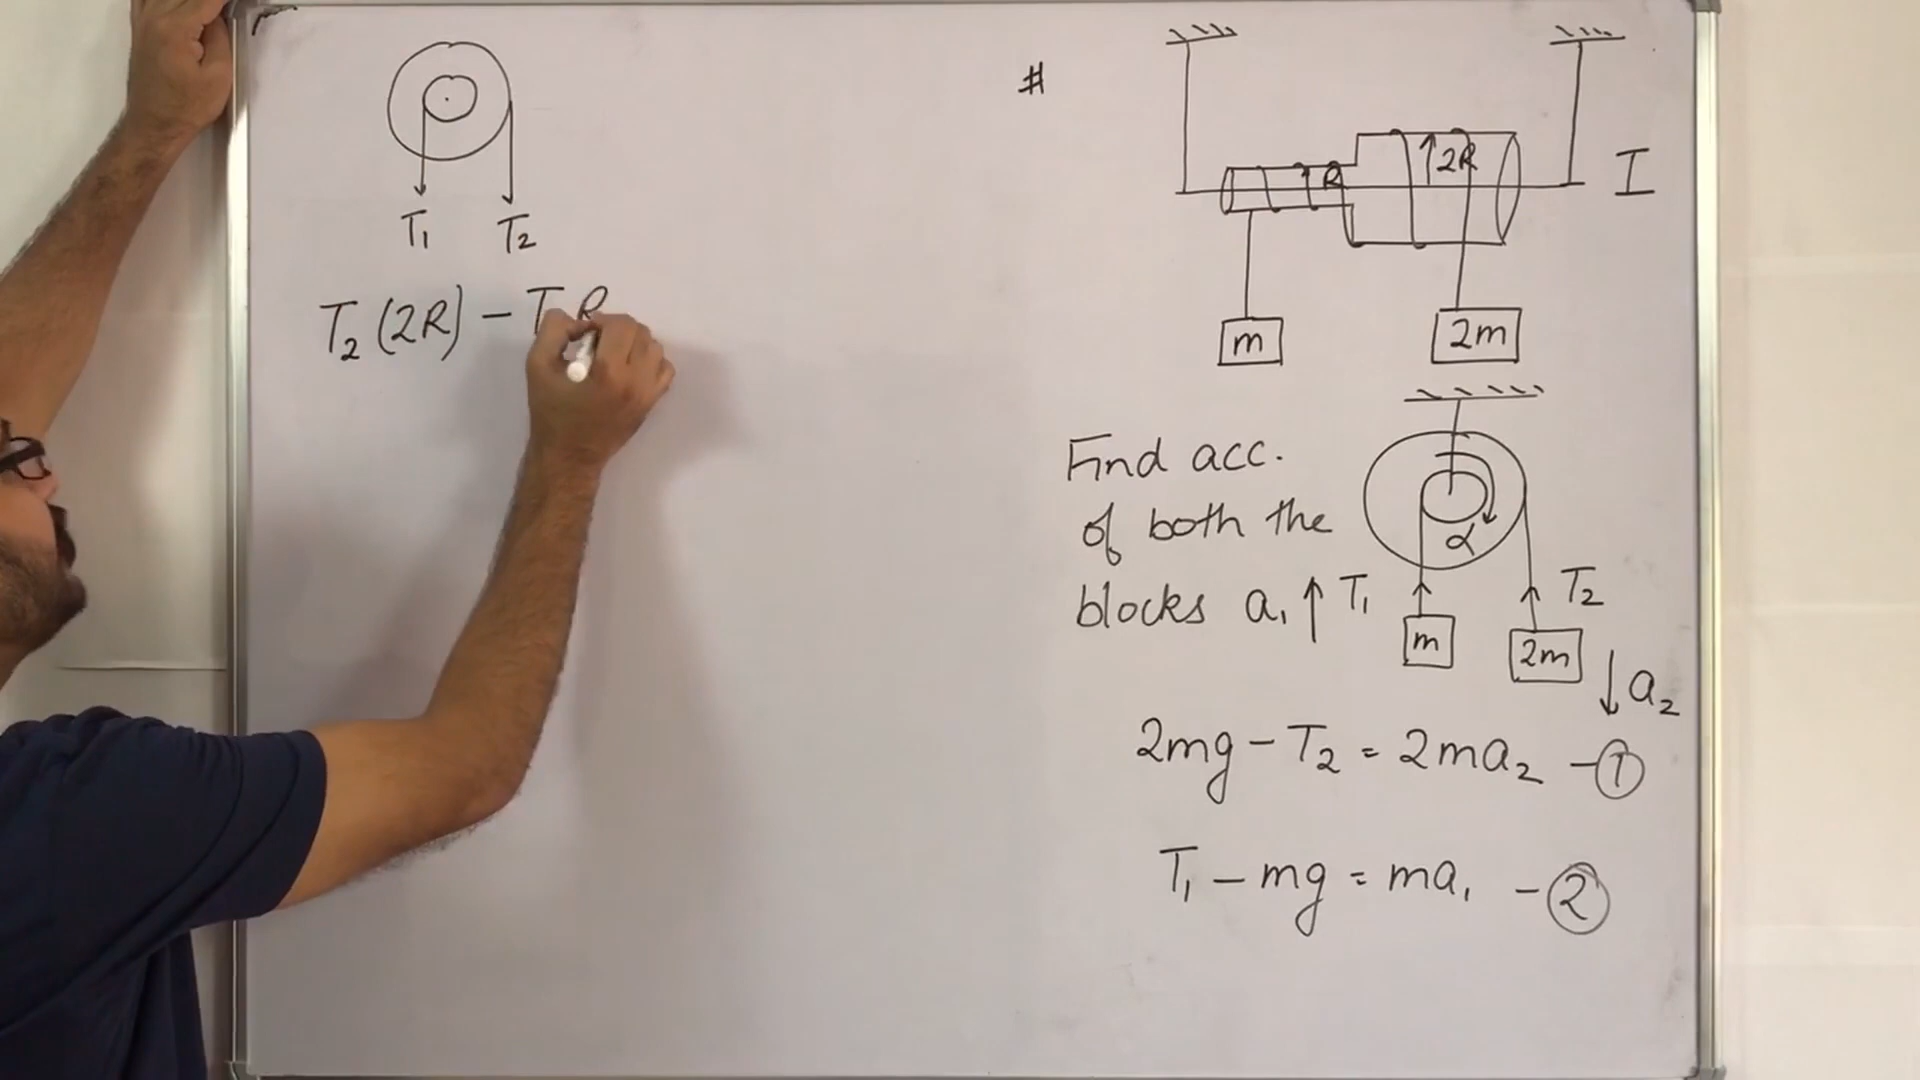 T₁ T₂
T₂ (2R) - T R
#
R 2R I
m 2m
Find acc.
of both the
blocks a₁ ↑ T₁
α
T₂
m 2m ↓ a₂
2mg - T₂ = 2ma₂ - ①
T₁ - mg = ma₁ - ②